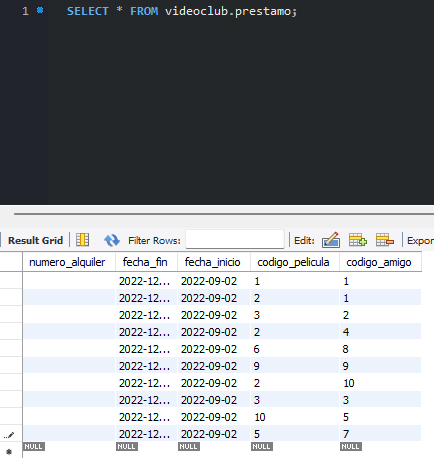 1 SELECT * FROM videoclub.prestamo;
Result Grid Filter Rows: Edit: Expor
numero_alquiler fecha_fin fecha_inicio codigo_pelicula codigo_amigo
2022-12... 2022-09-02 1 1
2022-12... 2022-09-02 2 1
2022-12... 2022-09-02 3 2
2022-12... 2022-09-02 2 4
2022-12... 2022-09-02 6 8
2022-12... 2022-09-02 9 9
2022-12... 2022-09-02 2 10
2022-12... 2022-09-02 3 3
2022-12... 2022-09-02 10 5
2022-12... 2022-09-02 5 7
NULL NULL NULL NULL NULL